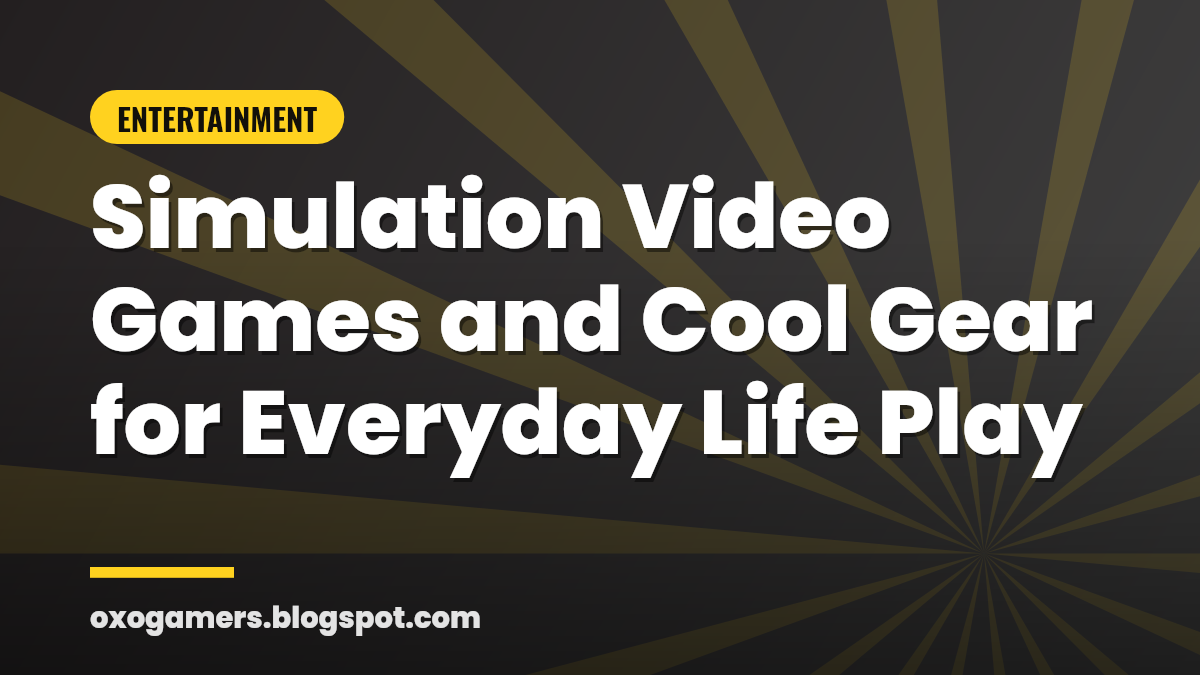 ENTERTAINMENT
Simulation Video
Games and Cool Gear
for Everyday Life Play
oxogamers.blogspot.com